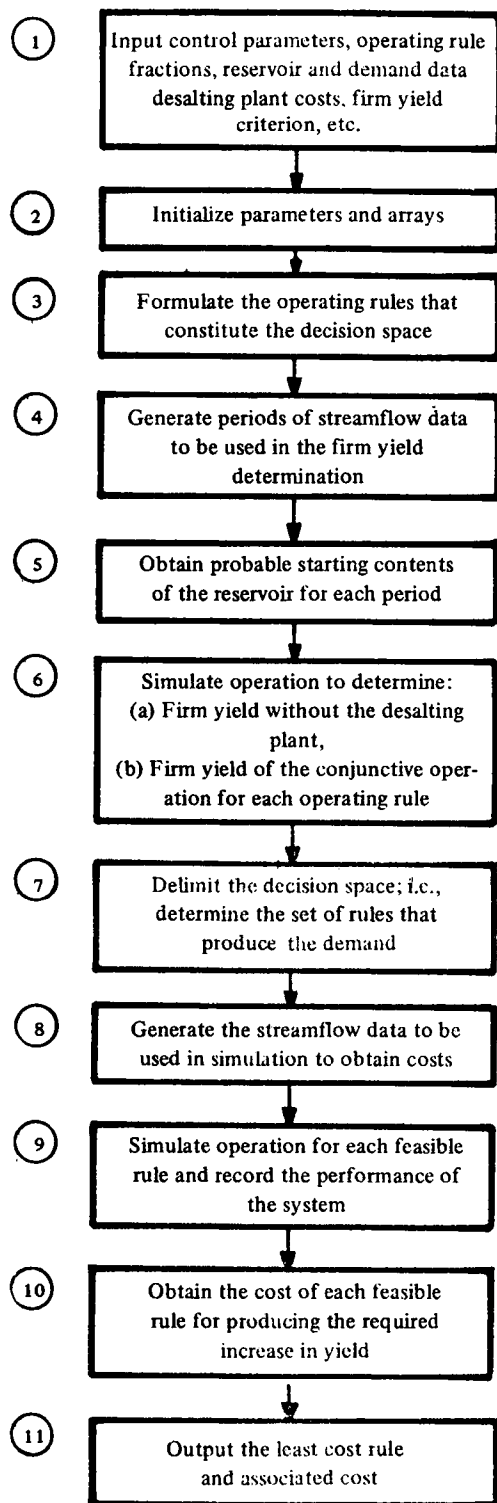 1
Input control parameters, operating rule
fractions, reservoir and demand data
desalting plant costs, firm yield
criterion, etc.
2
Initialize parameters and arrays
3
Formulate the operating rules that
constitute the decision space
4
Generate periods of streamflow data
to be used in the firm yield
determination
5
Obtain probable starting contents
of the reservoir for each period
6
Simulate operation to determine:
(a) Firm yield without the desalting
plant,
(b) Firm yield of the conjunctive oper-
ation for each operating rule
7
Delimit the decision space; i.e.,
determine the set of rules that
produce the demand
8
Generate the streamflow data to be
used in simulation to obtain costs
9
Simulate operation for each feasible
rule and record the performance of
the system
10
Obtain the cost of each feasible
rule for producing the required
increase in yield
11
Output the least cost rule
and associated cost